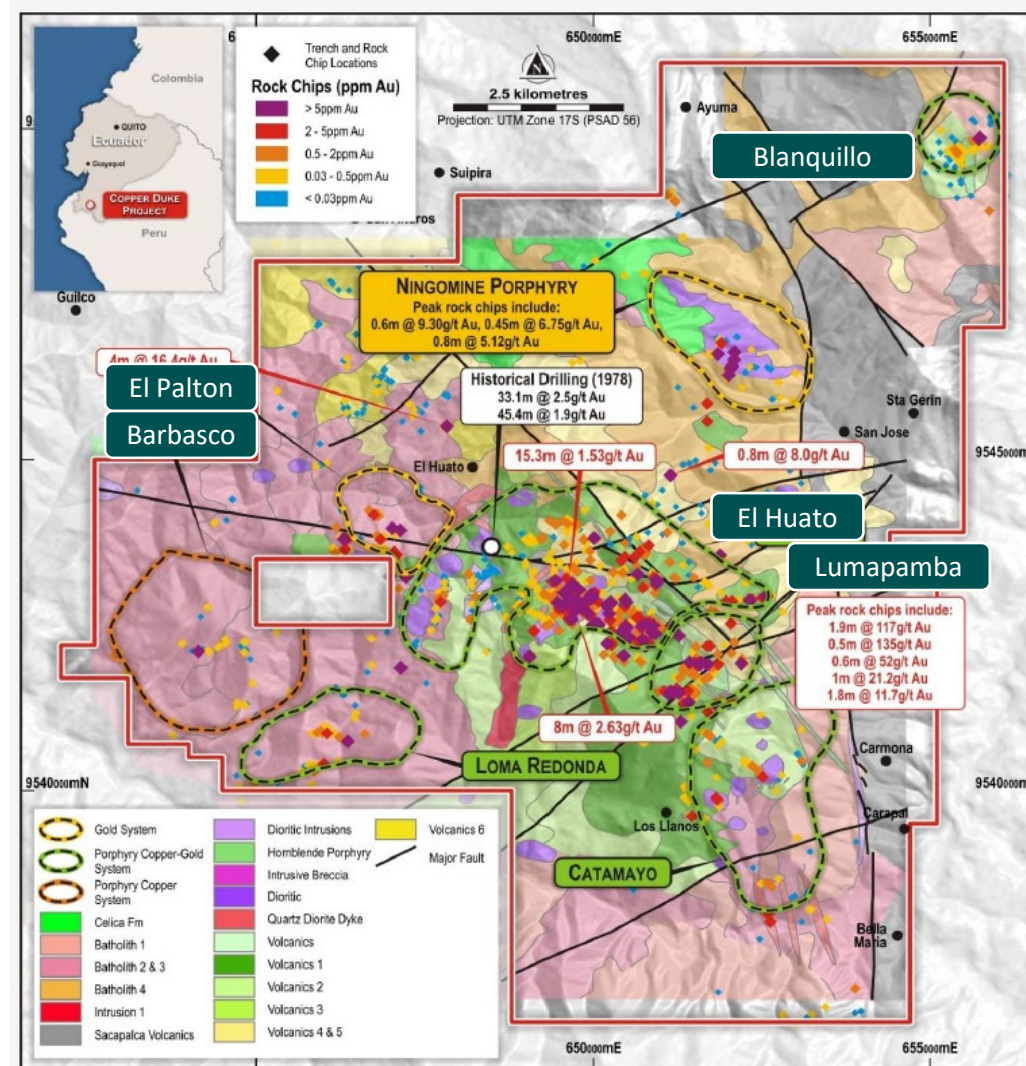 650000mE
655000mE
Colombia
QUITO
Ecuador
Guayaquil
COPPER DUKE
PROJECT
Peru
Trench and Rock
Chip Locations
Rock Chips (ppm Au)
> 5ppm Au
2 - 5ppm Au
0.5 - 2ppm Au
0.03 - 0.5ppm Au
< 0.03ppm Au
N
2.5 kilometres
Projection: UTM Zone 17S (PSAD 56)
Ayuma
Blanquillo
Suipira
Guilco
NINGOMINE PORPHYRY
Peak rock chips include:
0.6m @ 9.30g/t Au, 0.45m @ 6.75g/t Au,
0.8m @ 5.12g/t Au
4m @ 16.4g/t Au
El Palton
Barbasco
Historical Drilling (1978)
33.1m @ 2.5g/t Au
45.4m @ 1.9g/t Au
Sta Gerin
San Jose
El Huato
15.3m @ 1.53g/t Au
0.8m @ 8.0g/t Au
9545000mN
El Huato
Lumapamba
Peak rock chips include:
1.9m @ 117g/t Au
0.5m @ 135g/t Au
0.6m @ 52g/t Au
1m @ 21.2g/t Au
1.8m @ 11.7g/t Au
8m @ 2.63g/t Au
LOMA REDONDA
Carmona
9540000mN
9540000m
Los Llanos
Carapal
CATAMAYO
Bella
Maria
Gold System
Porphyry Copper-Gold
System
Porphyry Copper
System
Celica Fm
Batholith 1
Batholith 2 & 3
Batholith 4
Intrusion 1
Sacapalca Volcanics
Dioritic Intrusions
Hornblende Porphyry
Intrusive Breccia
Dioritic
Quartz Diorite Dyke
Volcanics
Volcanics 1
Volcanics 2
Volcanics 3
Volcanics 4 & 5
Volcanics 6
Major Fault
650000mE
655000mE